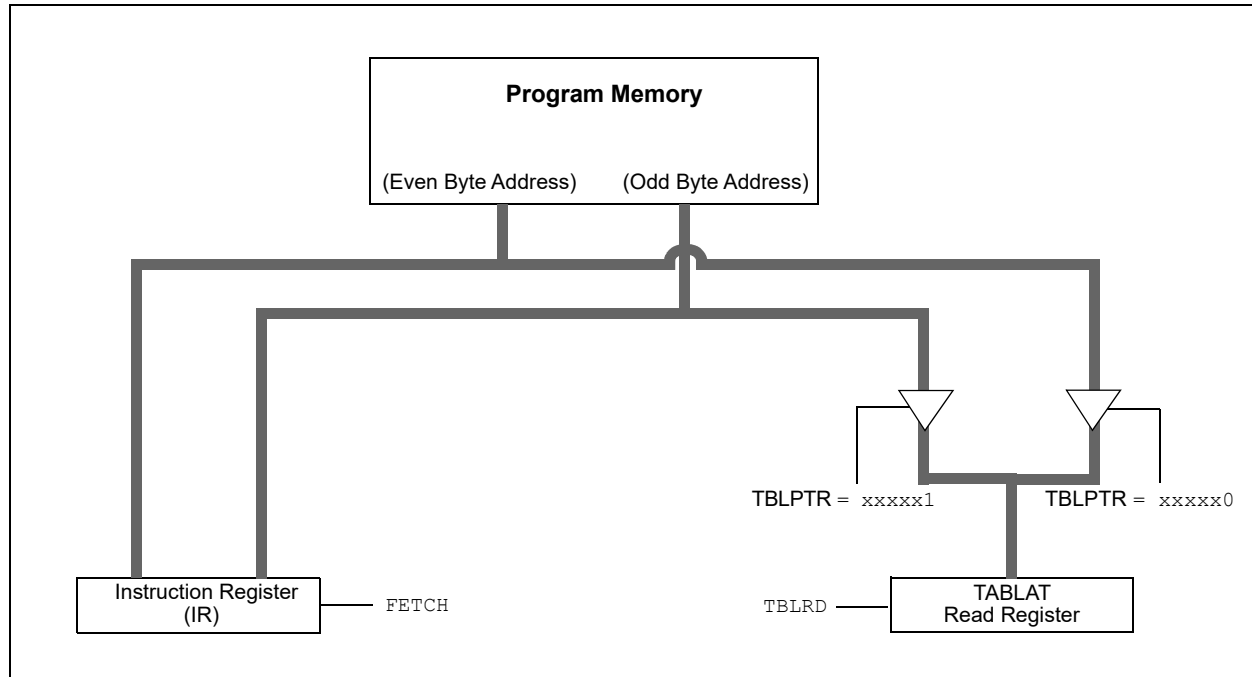 Program Memory
(Even Byte Address)
(Odd Byte Address)
TBLPTR = xxxxx1
TBLPTR = xxxxx0
Instruction Register
(IR)
FETCH
TBLRD
TABLAT
Read Register